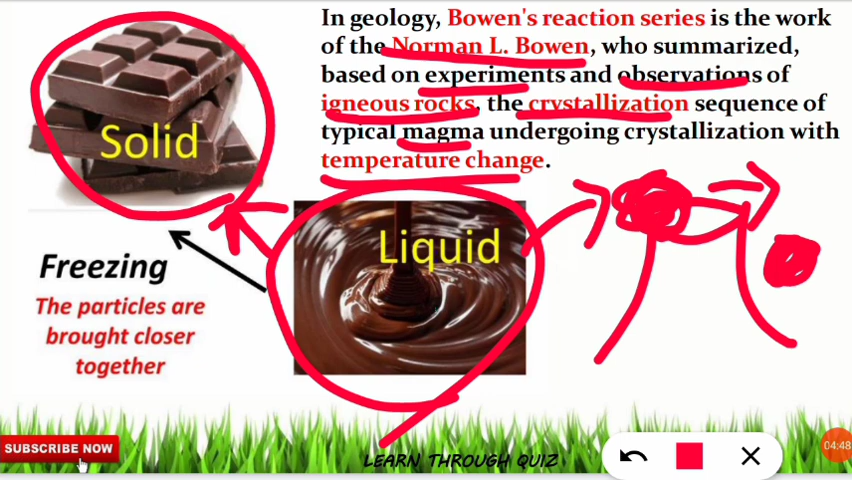 In geology, Bowen's reaction series is the work
of the Norman L. Bowen, who summarized,
based on experiments and observations of
igneous rocks, the crystallization sequence of
typical magma undergoing crystallization with
temperature change.
Solid
Liquid
Freezing
The particles are
brought closer
together
SUBSCRIBE NOW
LEARN THROUGH QUIZ
04:48